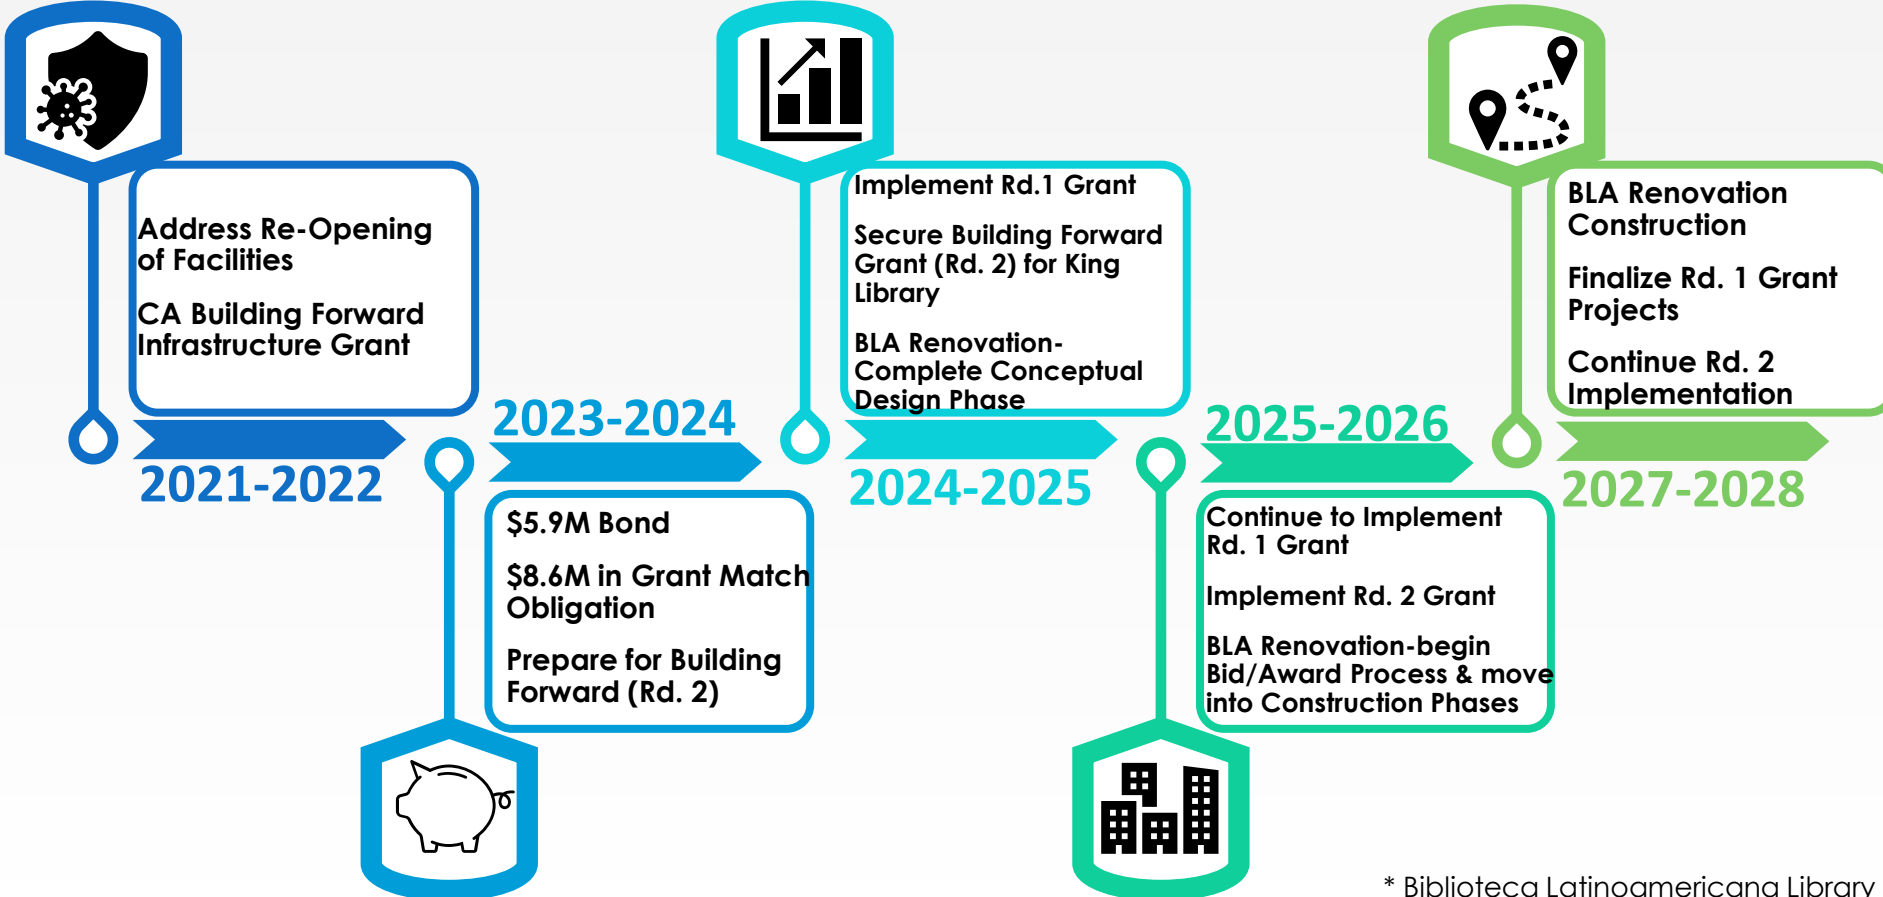 Address Re-Opening
of Facilities
CA Building Forward
Infrastructure Grant
2021-2022
2023-2024
$5.9M Bond
$8.6M in Grant Match
Obligation
Prepare for Building
Forward (Rd. 2)
Implement Rd.1 Grant
Secure Building Forward
Grant (Rd. 2) for King
Library
BLA Renovation-
Complete Conceptual
Design Phase
2024-2025
2025-2026
Continue to Implement
Rd. 1 Grant
Implement Rd. 2 Grant
BLA Renovation-begin
Bid/Award Process & move
into Construction Phases
BLA Renovation
Construction
Finalize Rd. 1 Grant
Projects
Continue Rd. 2
Implementation
2027-2028
* Biblioteca Latinoamericana Library